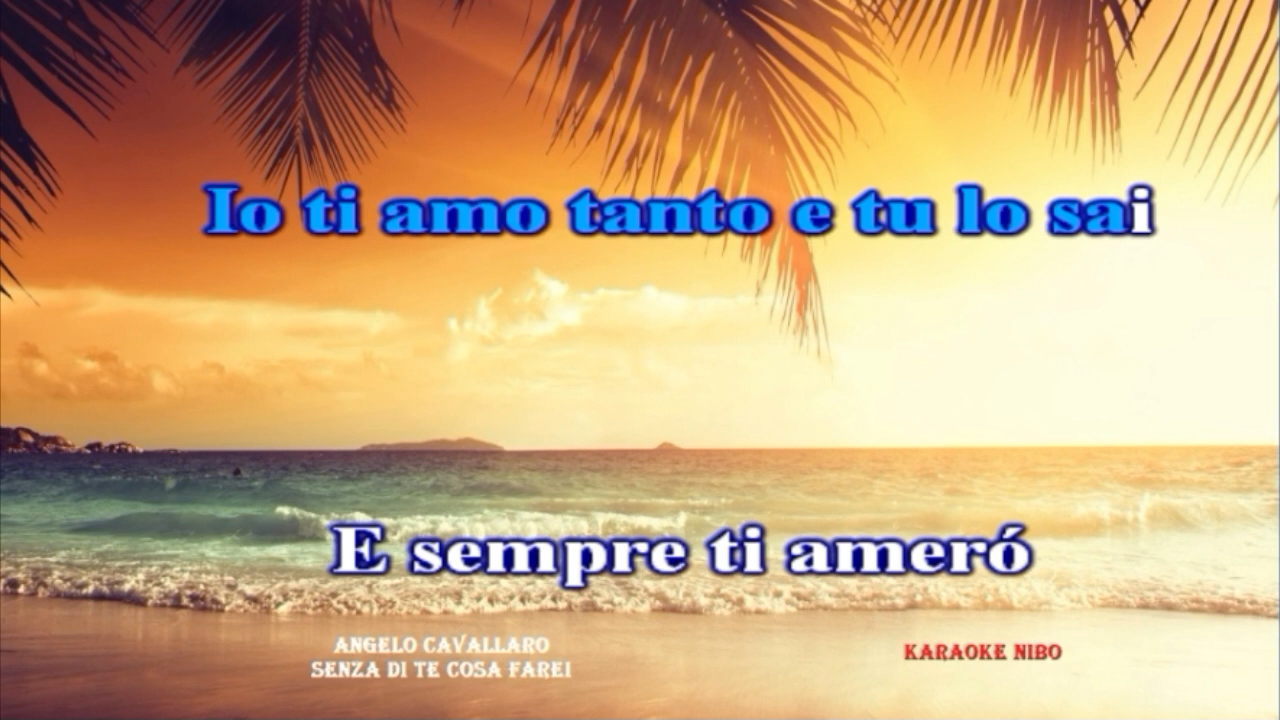 Io ti amo tanto e tu lo sai
E sempre ti ameró
ANGELO CAVALLARO
SENZA DI TE COSA FAREI
KARAOKE NIBO